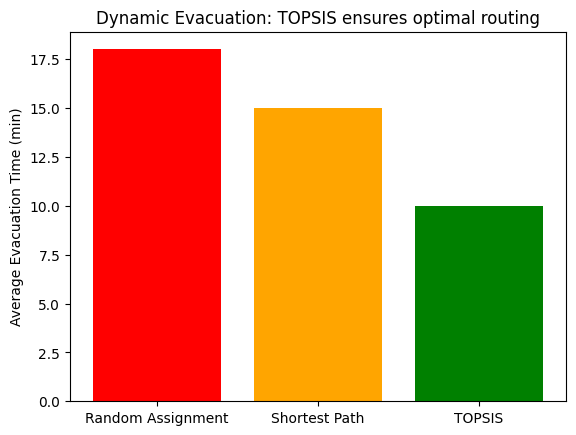 Dynamic Evacuation: TOPSIS ensures optimal routing
Average Evacuation Time (min)
17.5
15.0
12.5
10.0
7.5
5.0
2.5
0.0
Random Assignment
Shortest Path
TOPSIS